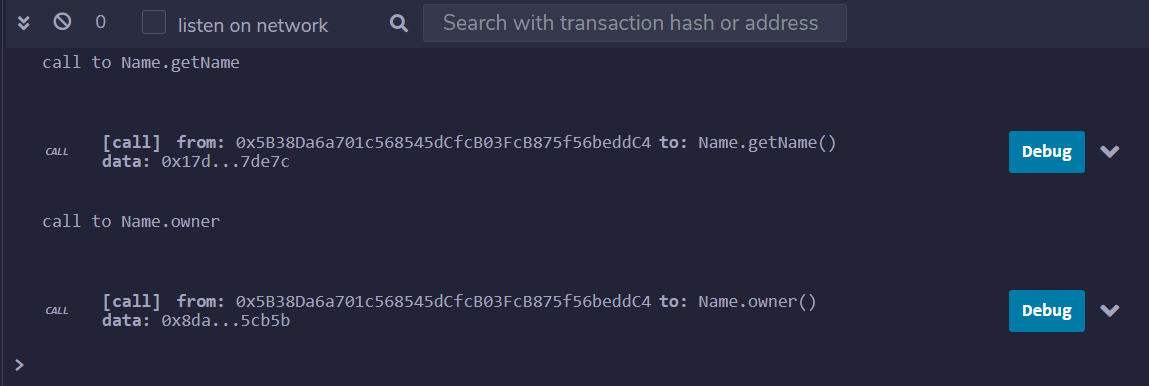 0 listen on network Search with transaction hash or address
call to Name.getName
CALL [call] from: 0x5B38Da6a701c568545dCfcB03FcB875f56beddC4 to: Name.getName()
data: 0x17d...7de7c
Debug
call to Name.owner
CALL [call] from: 0x5B38Da6a701c568545dCfcB03FcB875f56beddC4 to: Name.owner()
data: 0x8da...5cb5b
Debug
>